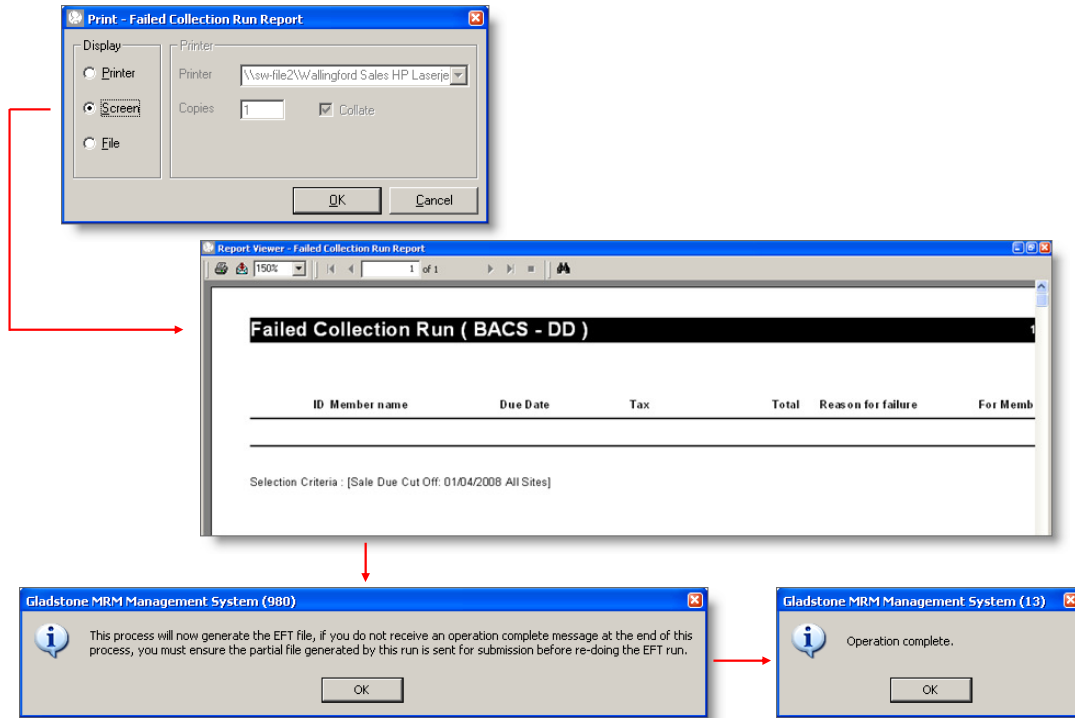 Print - Failed Collection Run Report
Display
Printer
Printer
Printer
\\sw-file2\Wallingford Sales HP Laserje
Screen
Copies
1
Collate
File
OK
Cancel
Report Viewer - Failed Collection Run Report
150%
1 of 1
Failed Collection Run ( BACS - DD )
1
ID Member name Due Date Tax Total Reason for failure For Memb
Selection Criteria : [Sale Due Cut Off: 01/04/2008 All Sites]
Gladstone MRM Management System (980)
This process will now generate the EFT file, if you do not receive an operation complete message at the end of this
process, you must ensure the partial file generated by this run is sent for submission before re-doing the EFT run.
OK
Gladstone MRM Management System (13)
Operation complete.
OK